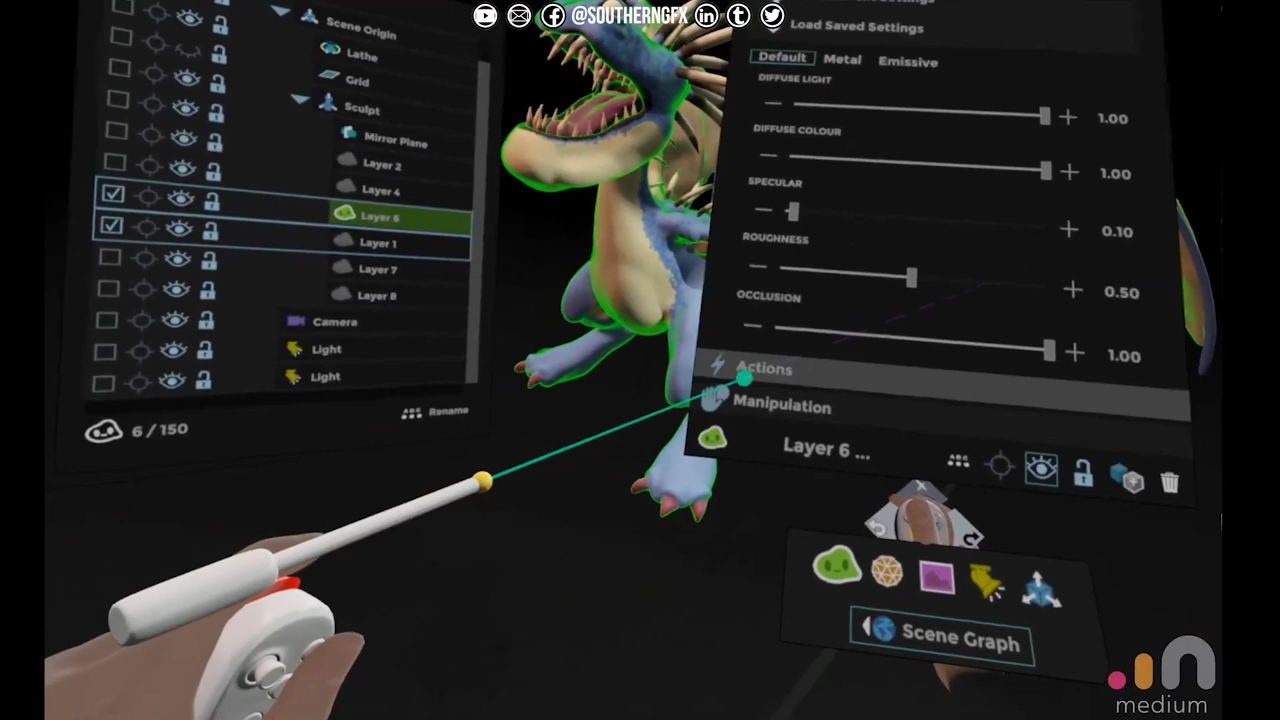 @SOUTHERNGFX
Scene Origin
Lathe
Grid
Sculpt
Mirror Plane
Layer 2
Layer 4
Layer 6
Layer 1
Layer 7
Layer 8
Camera
Light
Light
6 / 150
ABC Rename
Load Saved Settings
Default Metal Emissive
DIFFUSE LIGHT
1.00
DIFFUSE COLOUR
1.00
SPECULAR
0.10
ROUGHNESS
0.50
OCCLUSION
1.00
Actions
Manipulation
Layer 6 ...
ABC
X
Scene Graph
medium